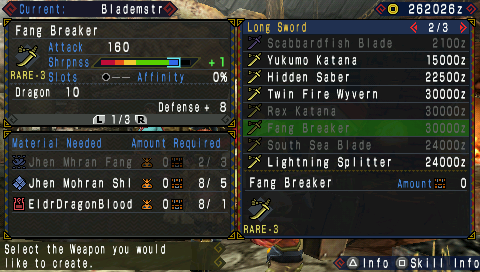 Current: Blademstr
262026z
Fang Breaker
Attack 160
Shrpnss +1
RARE-3
Slots Affinity 0%
Dragon 10
Defense+ 8
L 1/3 R
Material Needed Amount Required
Jhen Mhran Fang 0 2/ 3
Jhen Mohran Shl 0 8/ 5
EldrDragonBlood 0 8/ 1
Select the Weapon you would
like to create.
Long Sword 2/3
Scabbardfish Blade 2100z
Yukumo Katana 15000z
Hidden Saber 22500z
Twin Fire Wyvern 30000z
Rex Katana 30000z
Fang Breaker 30000z
South Sea Blade 24000z
Lightning Splitter 24000z
Fang Breaker Amount 0
RARE-3
Info Skill Info